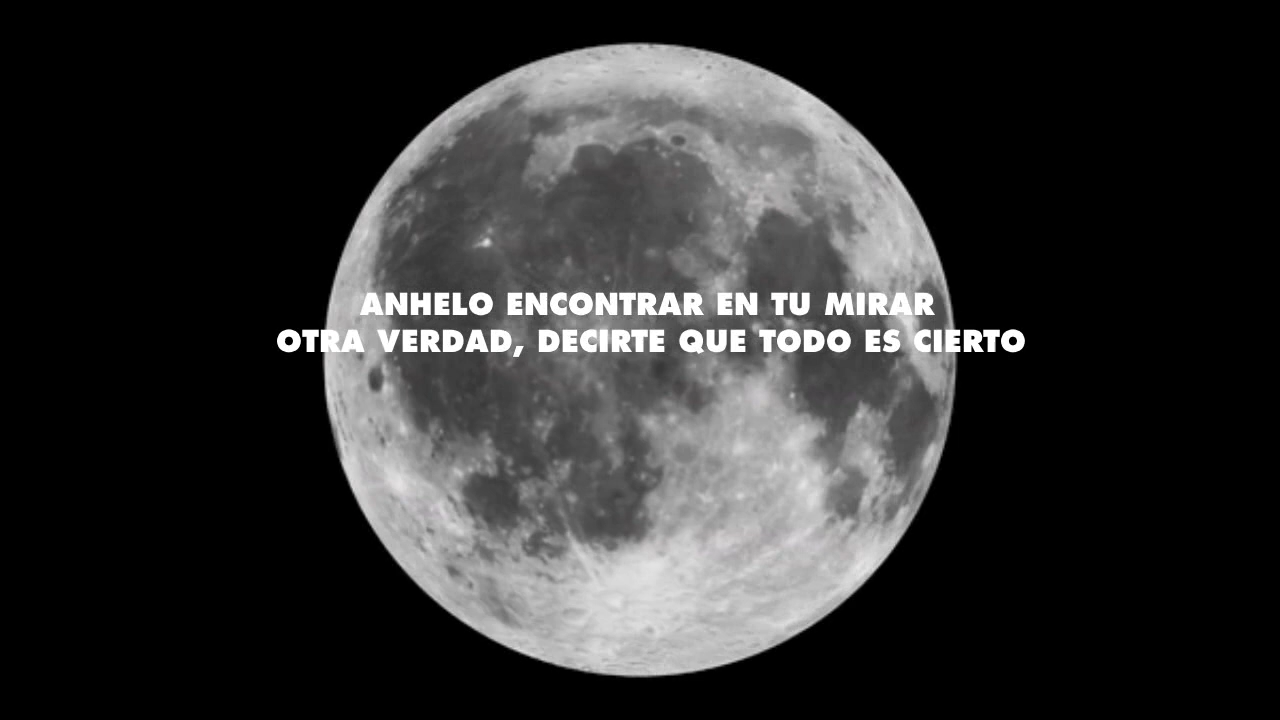 ANHELO ENCONTRAR EN TU MIRAR
OTRA VERDAD, DECIRTE QUE TODO ES CIERTO